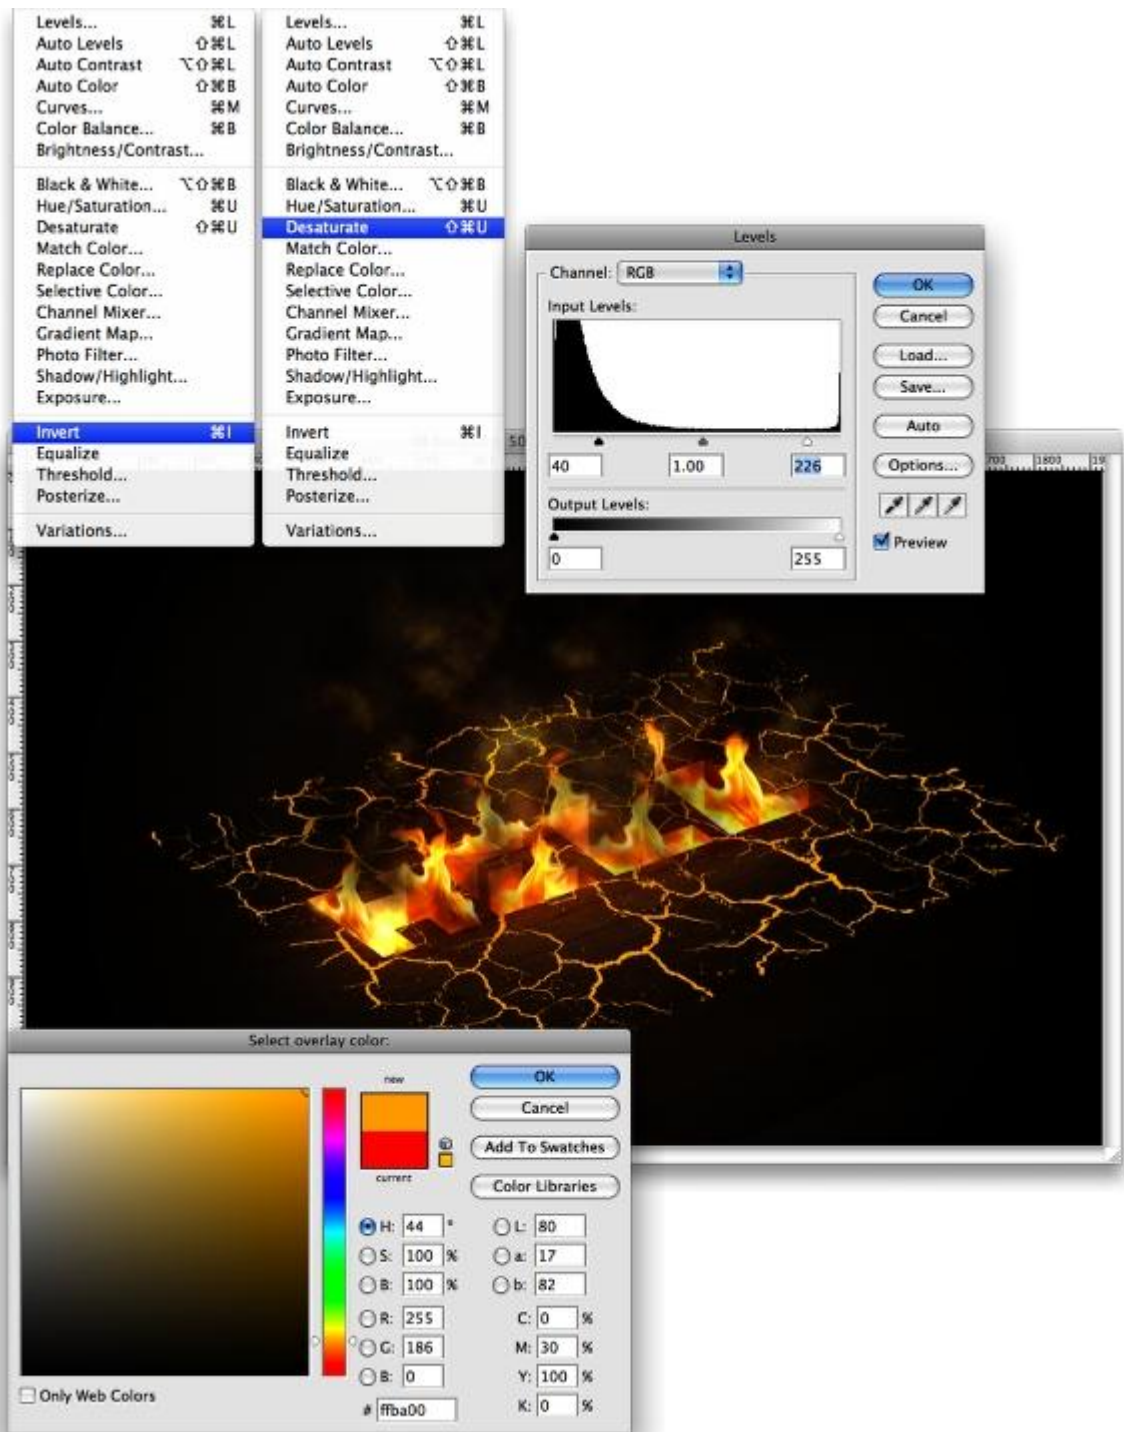 Levels... ⌘L
Auto Levels ⇧⌘L
Auto Contrast ⌥⇧⌘L
Auto Color ⇧⌘B
Curves... ⌘M
Color Balance... ⌘B
Brightness/Contrast...
Black & White... ⌥⇧⌘B
Hue/Saturation... ⌘U
Desaturate ⇧⌘U
Match Color...
Replace Color...
Selective Color...
Channel Mixer...
Gradient Map...
Photo Filter...
Shadow/Highlight...
Exposure...
Invert ⌘I
Equalize
Threshold...
Posterize...
Variations...
Levels... ⌘L
Auto Levels ⇧⌘L
Auto Contrast ⌥⇧⌘L
Auto Color ⇧⌘B
Curves... ⌘M
Color Balance... ⌘B
Brightness/Contrast...
Black & White... ⌥⇧⌘B
Hue/Saturation... ⌘U
Desaturate ⇧⌘U
Match Color...
Replace Color...
Selective Color...
Channel Mixer...
Gradient Map...
Photo Filter...
Shadow/Highlight...
Exposure...
Invert ⌘I
Equalize
Threshold...
Posterize...
Variations...
Levels
Channel: RGB
Input Levels:
40 1.00 226
Output Levels:
0 255
OK
Cancel
Load...
Save...
Auto
Options...
Preview
1800
Select overlay color:
new
current
OK
Cancel
Add To Swatches
Color Libraries
H: 44 ° L: 80
S: 100 % a: 17
B: 100 % b: 82
R: 255 C: 0 %
G: 186 M: 30 %
B: 0 Y: 100 %
# ffba00 K: 0 %
Only Web Colors